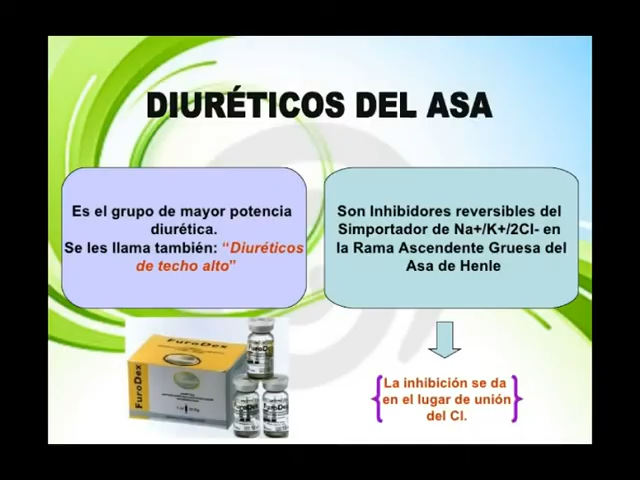 DIURÉTICOS DEL ASA
Es el grupo de mayor potencia
diurética.
Se les llama también: “Diuréticos
de techo alto”
Son Inhibidores reversibles del
Simportador de Na+/K+/2Cl- en
la Rama Ascendente Gruesa del
Asa de Henle
FuroDex
FuroDex
FuroDex
La inhibición se da
en el lugar de unión
del Cl.